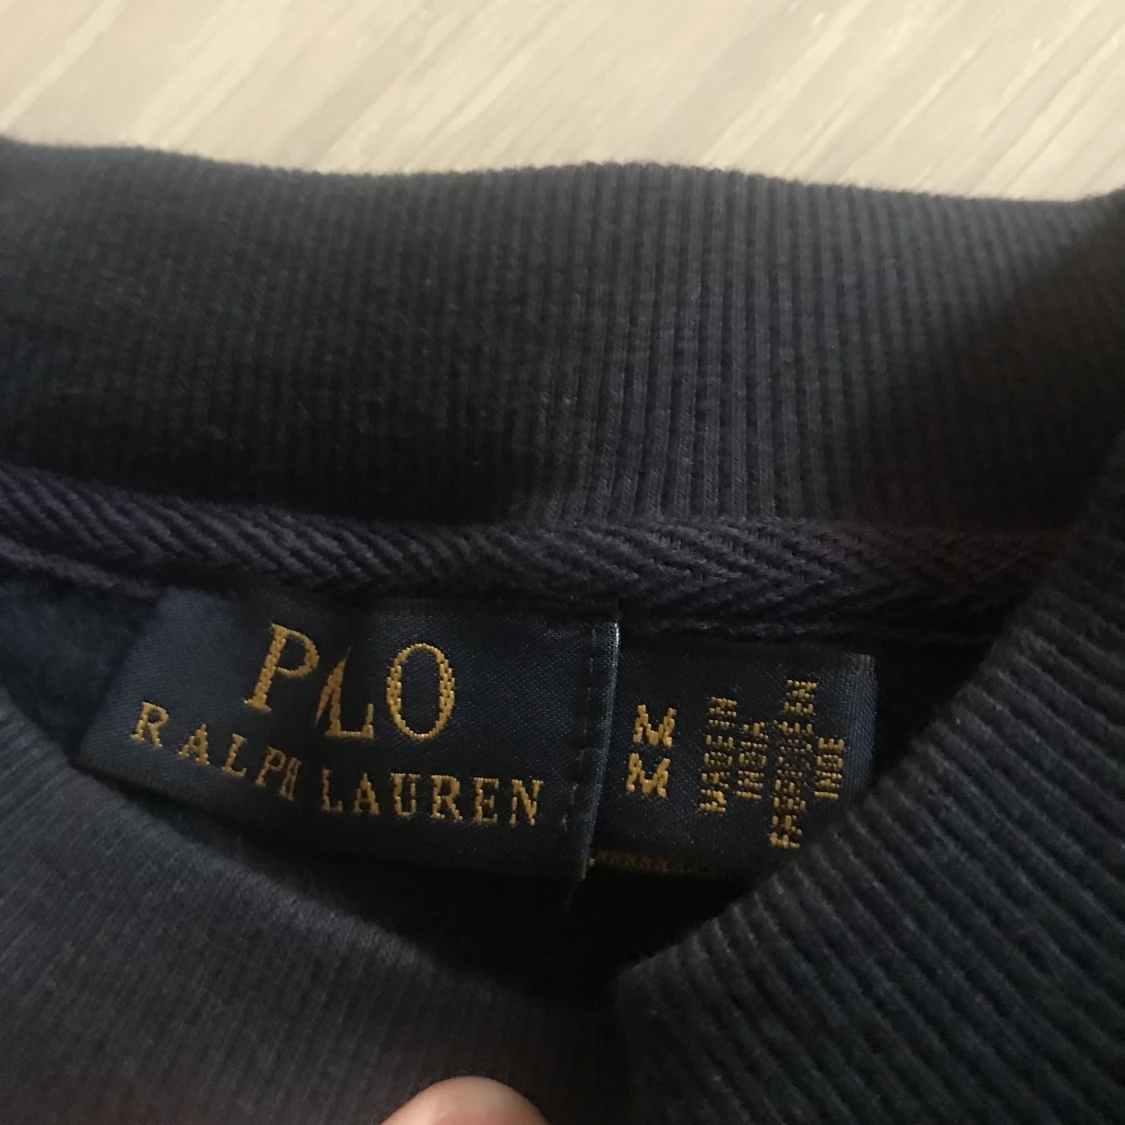 POLO
RALPH LAUREN
M
M
MADE IN
INDIA
FABRIQUÉ EN
INDE